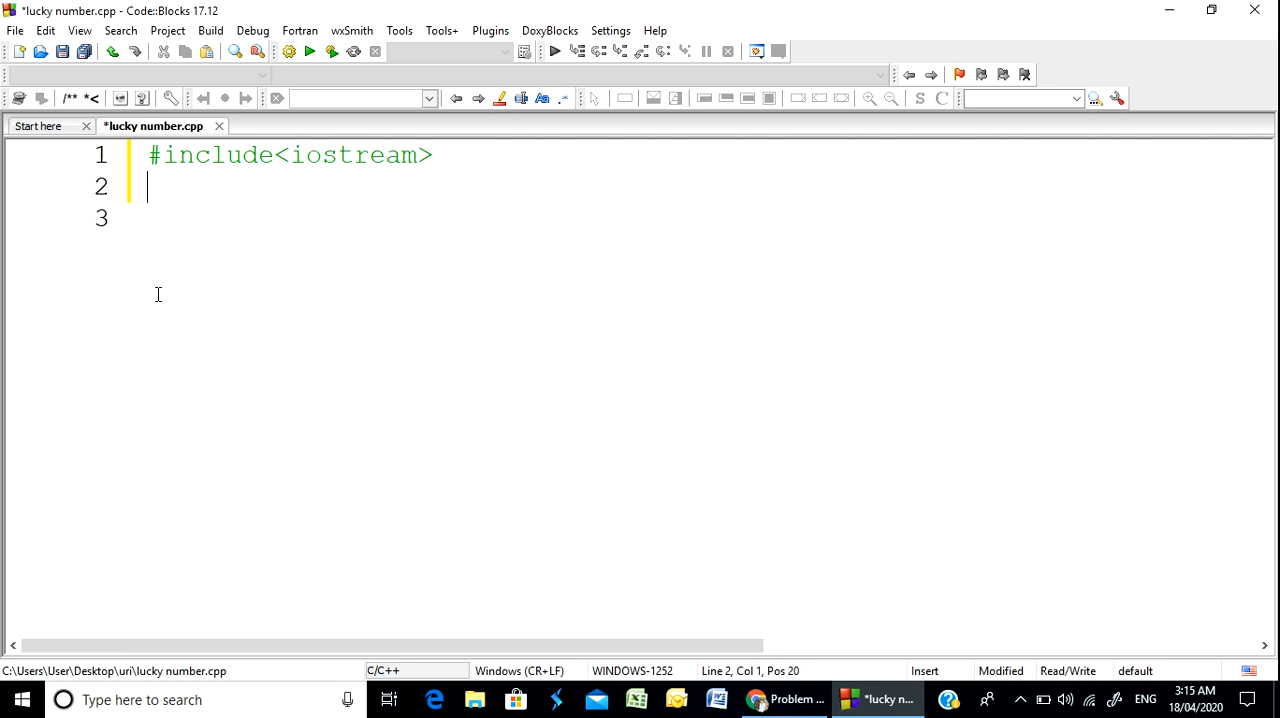 *lucky number.cpp - Code::Blocks 17.12
File Edit View Search Project Build Debug Fortran wxSmith Tools Tools+ Plugins DoxyBlocks Settings Help
/** *<
Aa .*
S C
Start here
*lucky number.cpp
1 #include<iostream>
2
3
C:\Users\User\Desktop\uri\lucky number.cpp C/C++ Windows (CR+LF) WINDOWS-1252 Line 2, Col 1, Pos 20 Insert Modified Read/Write default
Type here to search
Problem ...
*lucky n...
ENG
3:15 AM
18/04/2020